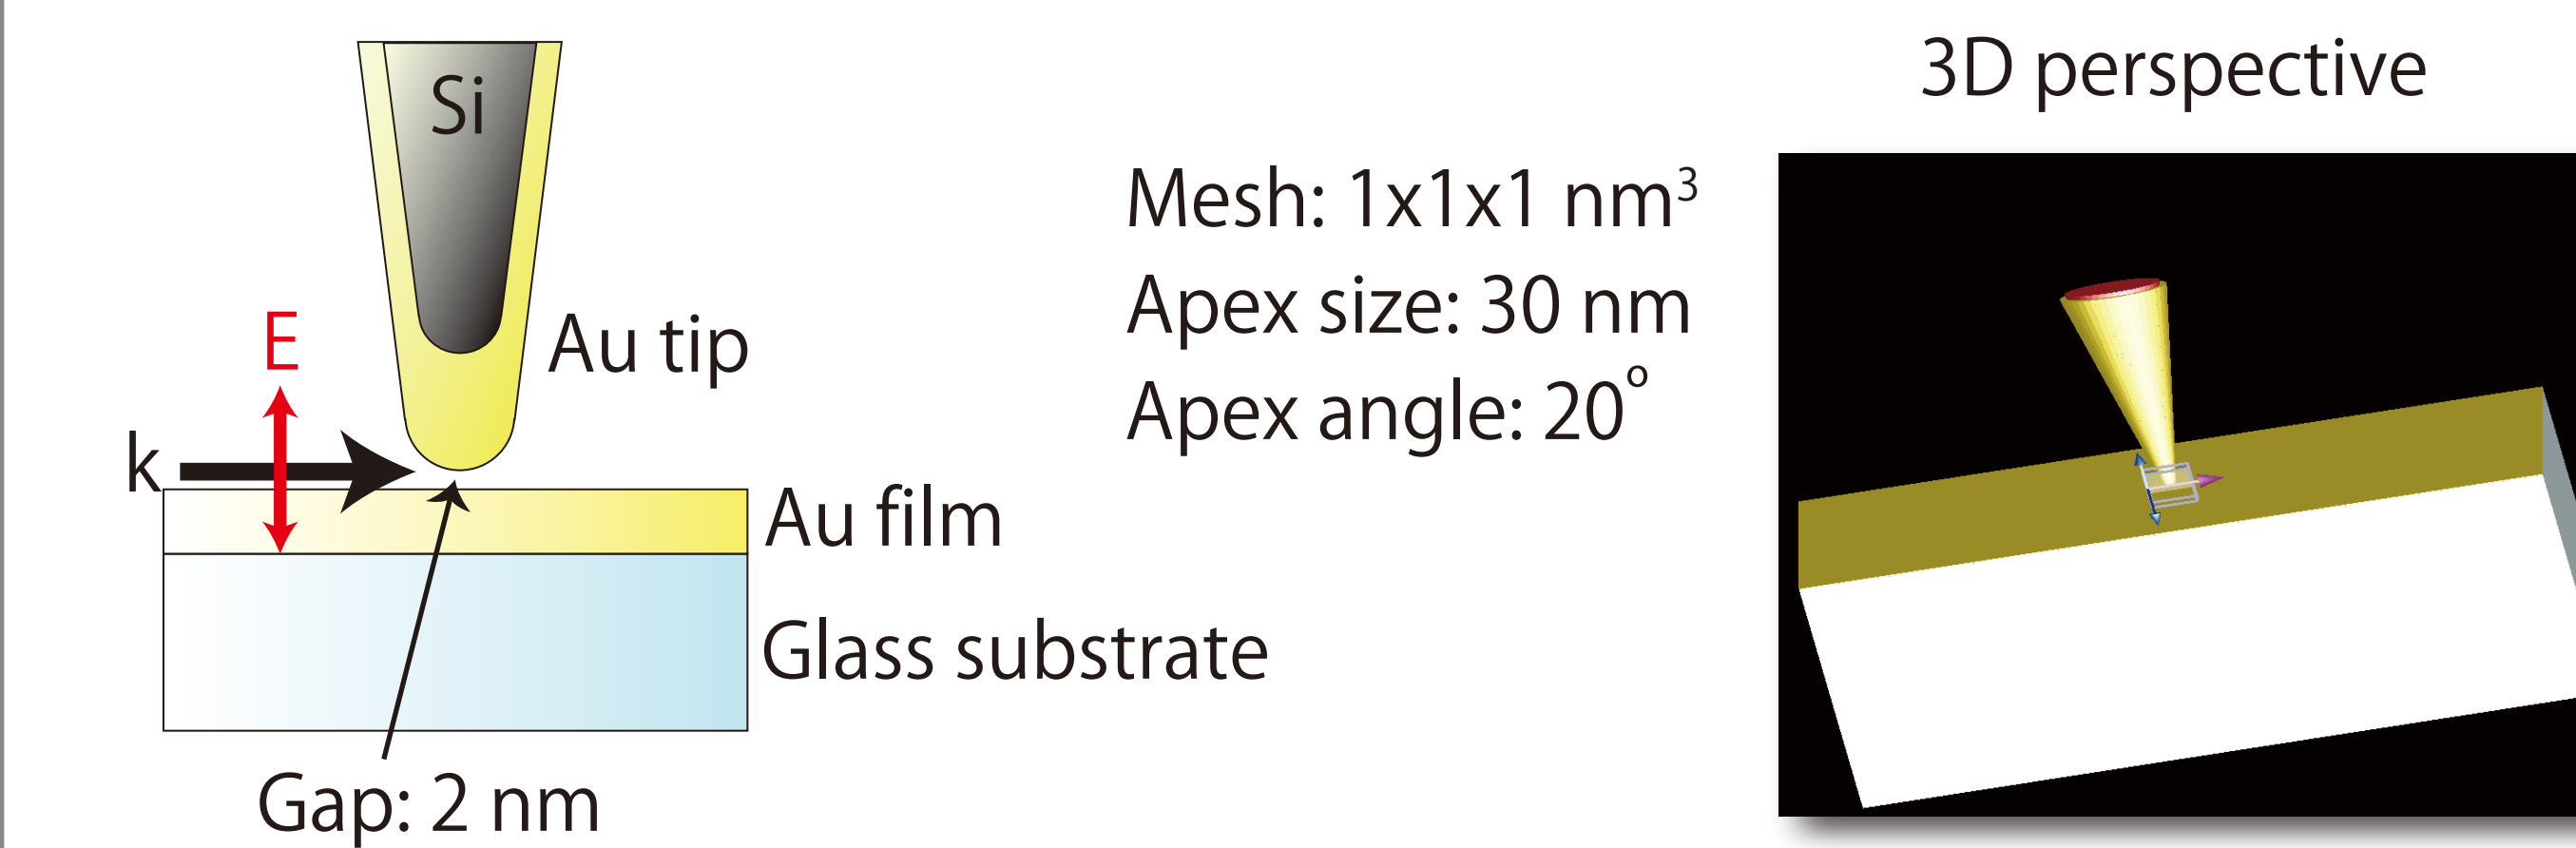 Si
E
k
Au tip
Au film
Glass substrate
Gap: 2 nm
Mesh: 1x1x1 nm³
Apex size: 30 nm
Apex angle: 20°
3D perspective